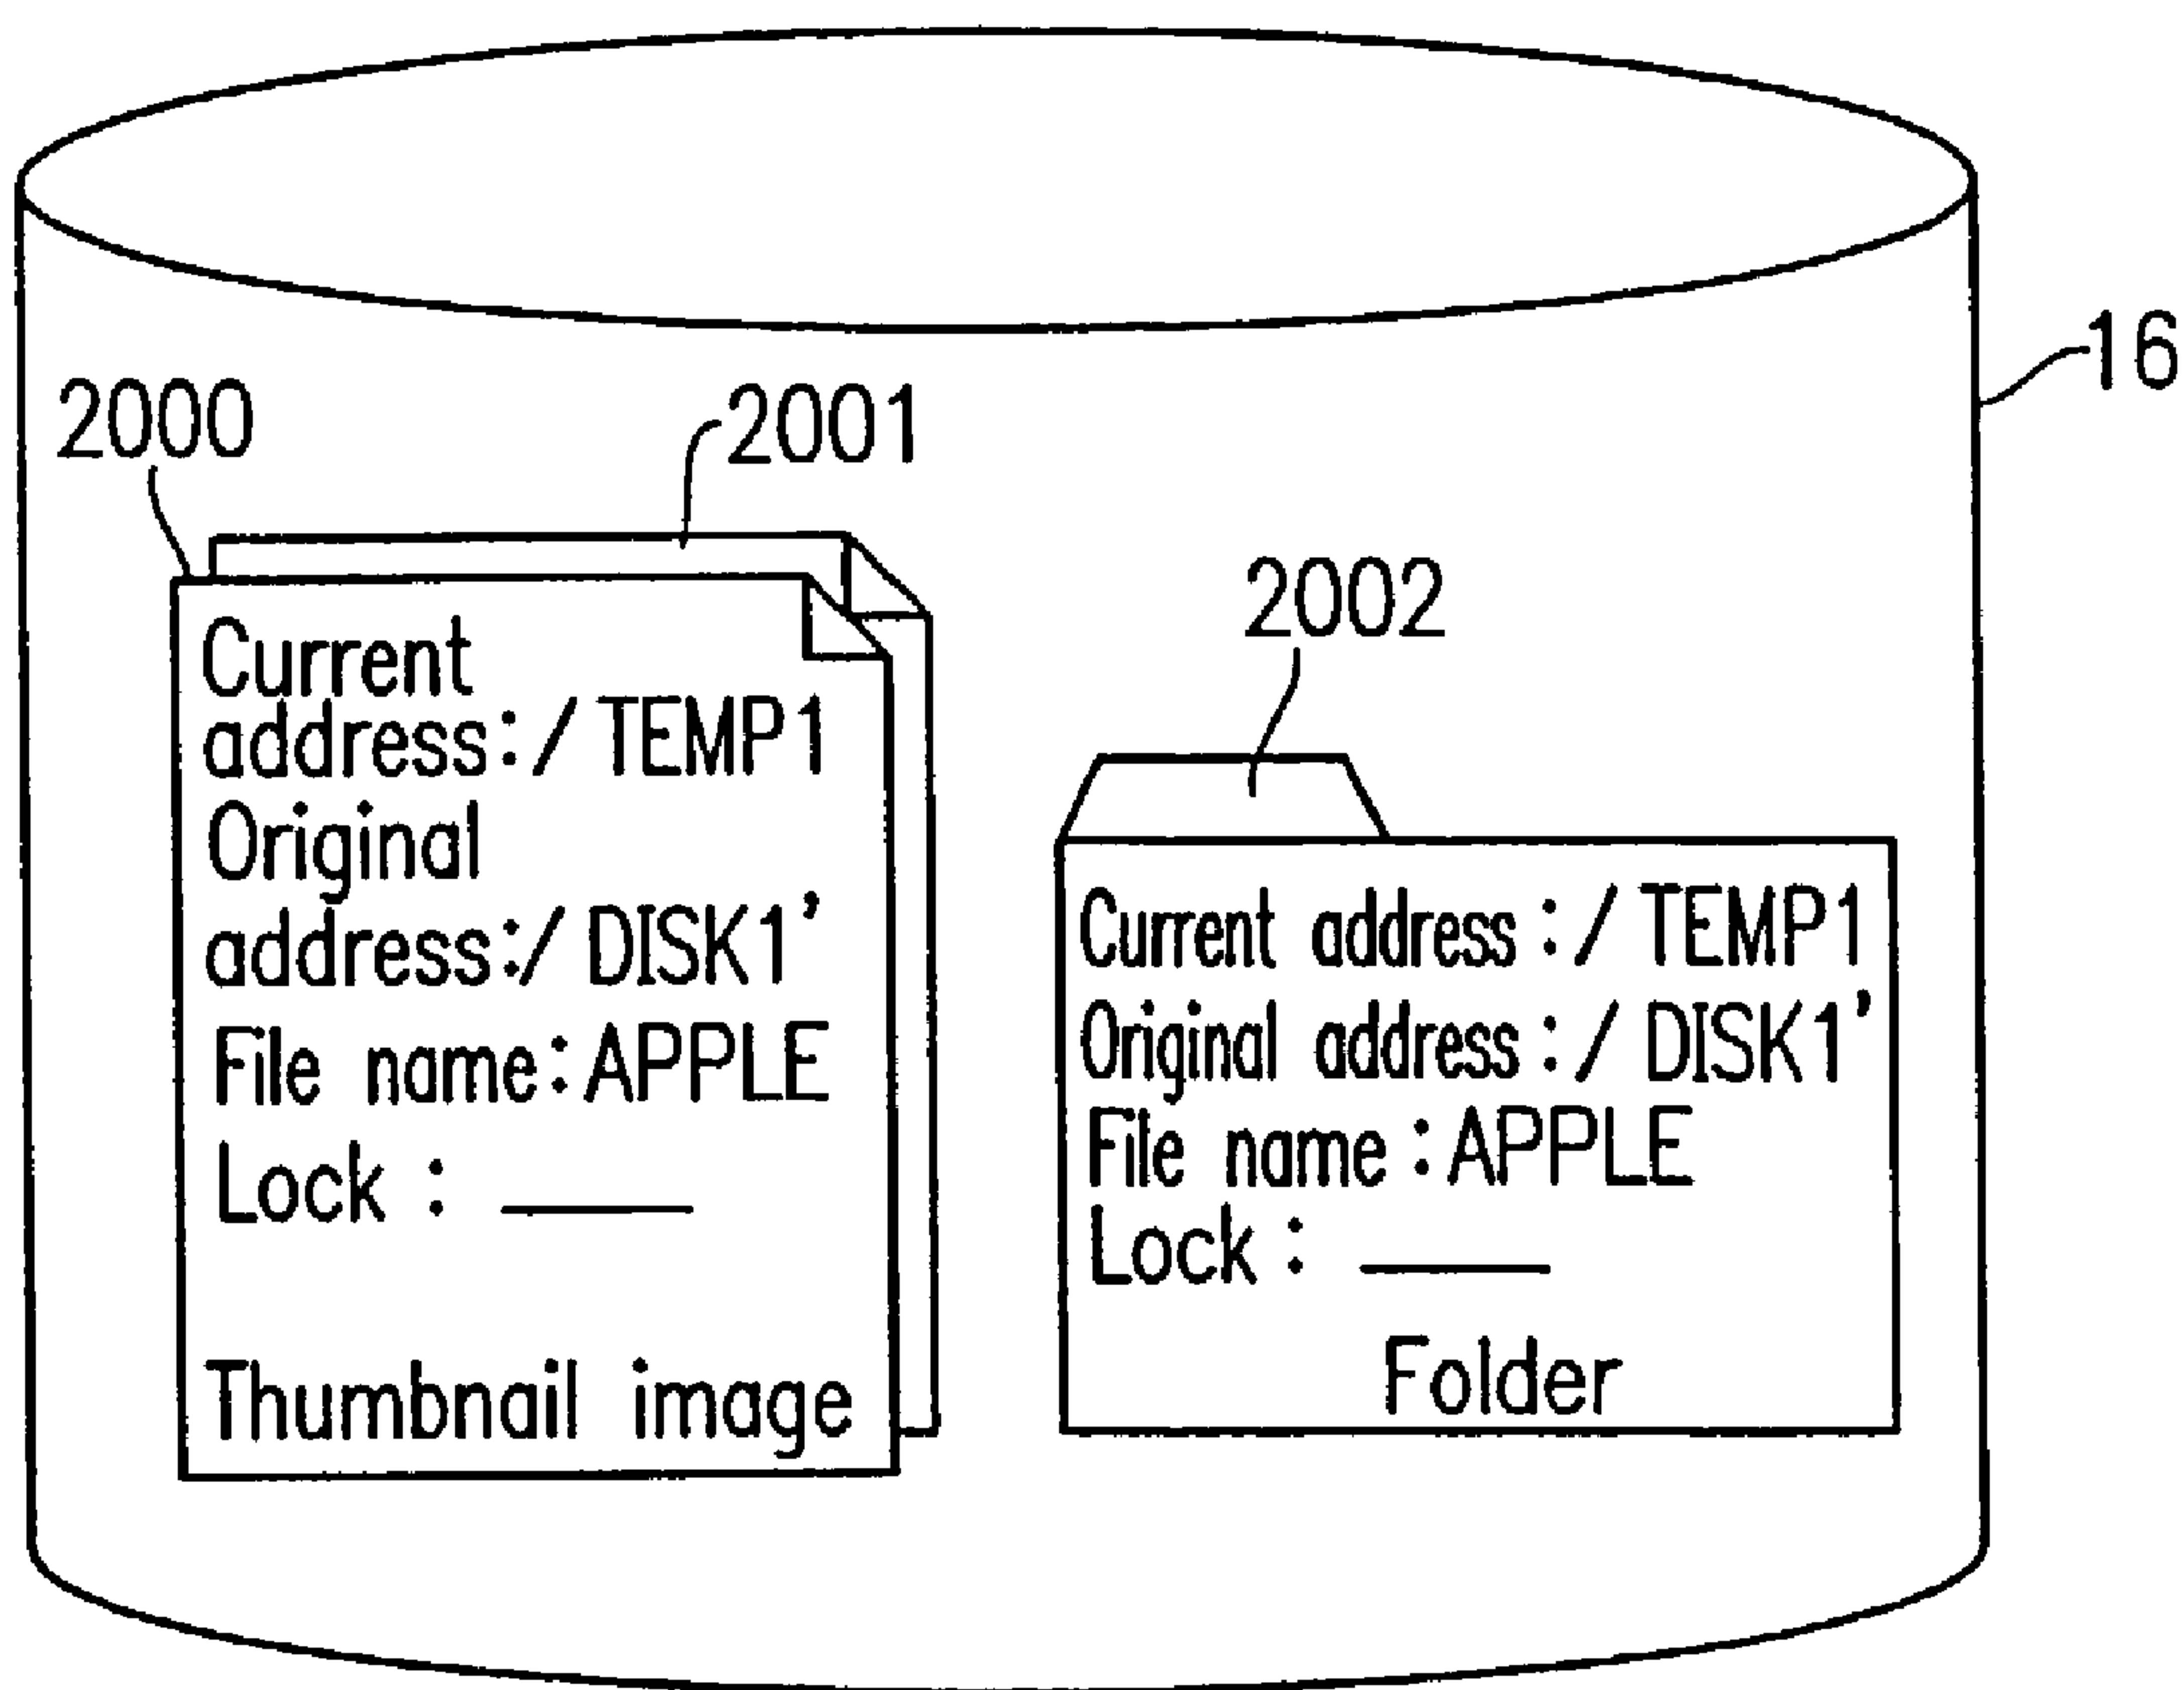 16
2000
2001
2002
Current
address:/TEMP1
Original
address:/DISK1'
File name:APPLE
Lock: ____
Thumbnail image
Current address:/TEMP1
Original address:/DISK1'
File name:APPLE
Lock: ____
Folder